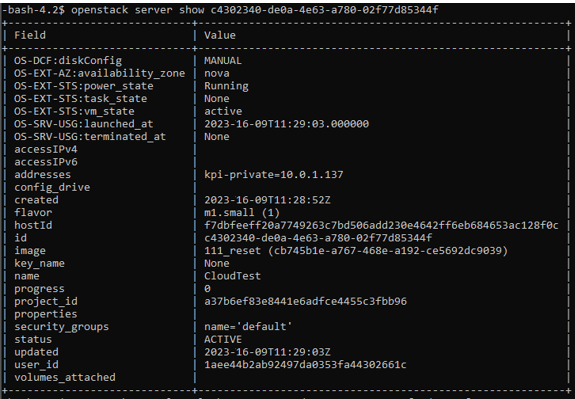 -bash-4.2$ openstack server show c4302340-de0a-4e63-a780-02f77d85344f
+-----------------------------+----------------------------------------------------------+
| Field | Value |
+-----------------------------+----------------------------------------------------------+
| OS-DCF:diskConfig | MANUAL
| OS-EXT-AZ:availability_zone | nova
| OS-EXT-STS:power_state | Running
| OS-EXT-STS:task_state | None
| OS-EXT-STS:vm_state | active
| OS-SRV-USG:launched_at | 2023-16-09T11:29:03.000000
| OS-SRV-USG:terminated_at | None
| accessIPv4 |
| accessIPv6 |
| addresses | kpi-private=10.0.1.137
| config_drive |
| created | 2023-16-09T11:28:52Z
| flavor | m1.small (1)
| hostId | f7dbfeeff20a7749263c7bd506add230e4642ff6eb684653ac128f0c
| id | c4302340-de0a-4e63-a780-02f77d85344f
| image | 111_reset (cb745b1e-a767-468e-a192-ce5692dc9039)
| key_name | None
| name | CloudTest
| progress | 0
| project_id | a37b6ef83e8441e6adfce4455c3fbb96
| properties |
| security_groups | name='default'
| status | ACTIVE
| updated | 2023-16-09T11:29:03Z
| user_id | 1aee44b2ab92497da0353fa44302661c
| volumes_attached |
+-----------------------------+----------------------------------------------------------+